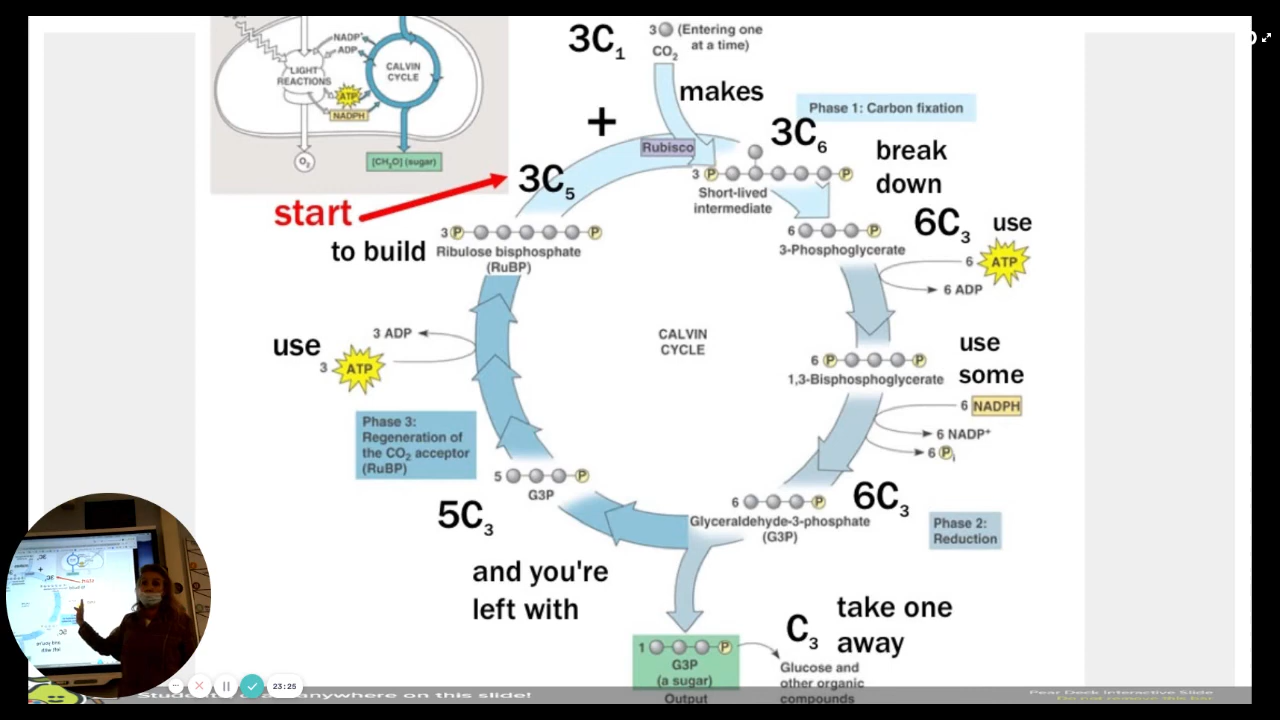 NADP+
ADP
LIGHT
REACTIONS
CALVIN
CYCLE
ATP
NADPH
O2
[CH2O] (sugar)
3C1
3 (Entering one
at a time)
CO2
makes
Phase 1: Carbon fixation
+
Rubisco
3C6
break
down
3C5
3 P P
Short-lived
intermediate
start
to build
3 P P
Ribulose bisphosphate
(RuBP)
6 P
3-Phosphoglycerate
6C3
use
6 ATP
6 ADP
CALVIN
CYCLE
use
3 ADP
3 ATP
6 P P
1,3-Bisphosphoglycerate
use
some
6 NADPH
6 NADP+
6 Pi
Phase 3:
Regeneration of
the CO2 acceptor
(RuBP)
5 P
G3P
5C3
6 P
Glyceraldehyde-3-phosphate
(G3P)
6C3
Phase 2:
Reduction
and you're
left with
C3
take one
away
1 P
G3P
(a sugar)
Output
Glucose and
other organic
compounds
23:25
anywhere on this slide!
Pear Deck Interactive Slide
Do not remove this bar